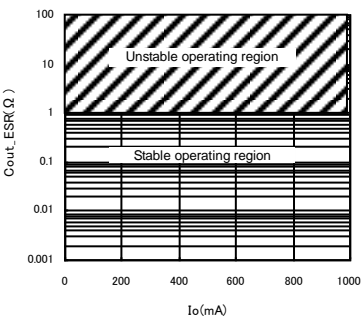 100
Unstable operating region
10
1
Cout_ESR(Ω)
Stable operating region
0.1
0.01
0.001
0 200 400 600 800 1000
Io(mA)